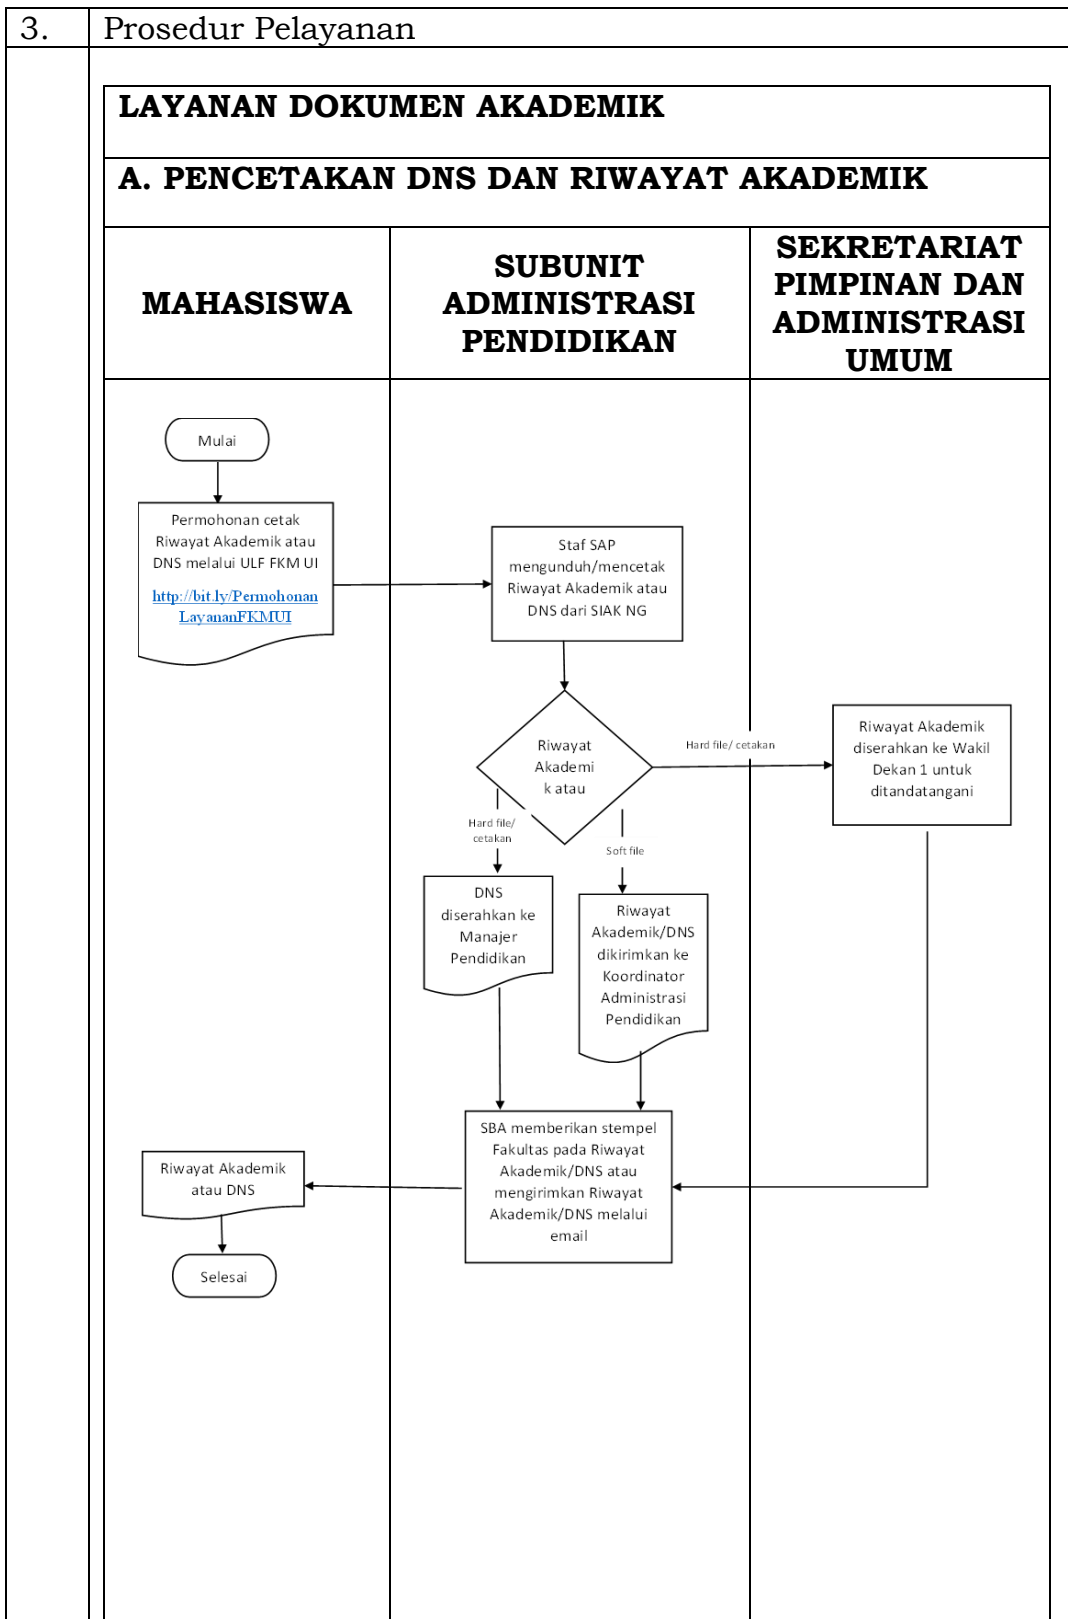 3. Prosedur Pelayanan
LAYANAN DOKUMEN AKADEMIK
A. PENCETAKAN DNS DAN RIWAYAT AKADEMIK
MAHASISWA
SUBUNIT
ADMINISTRASI
PENDIDIKAN
SEKRETARIAT
PIMPINAN DAN
ADMINISTRASI
UMUM
Mulai
Permohonan cetak
Riwayat Akademik atau
DNS melalui ULF FKM UI
http://bit.ly/Permohonan
LayananFKMUI
Staf SAP
mengunduh/mencetak
Riwayat Akademik atau
DNS dari SIAK NG
Riwayat
Akademi
k atau
Hard file/ cetakan
Riwayat Akademik
diserahkan ke Wakil
Dekan 1 untuk
ditandatangani
Hard file/
cetakan
Soft file
DNS
diserahkan ke
Manajer
Pendidikan
Riwayat
Akademik/DNS
dikirimkan ke
Koordinator
Administrasi
Pendidikan
SBA memberikan stempel
Fakultas pada Riwayat
Akademik/DNS atau
mengirimkan Riwayat
Akademik/DNS melalui
email
Riwayat Akademik
atau DNS
Selesai